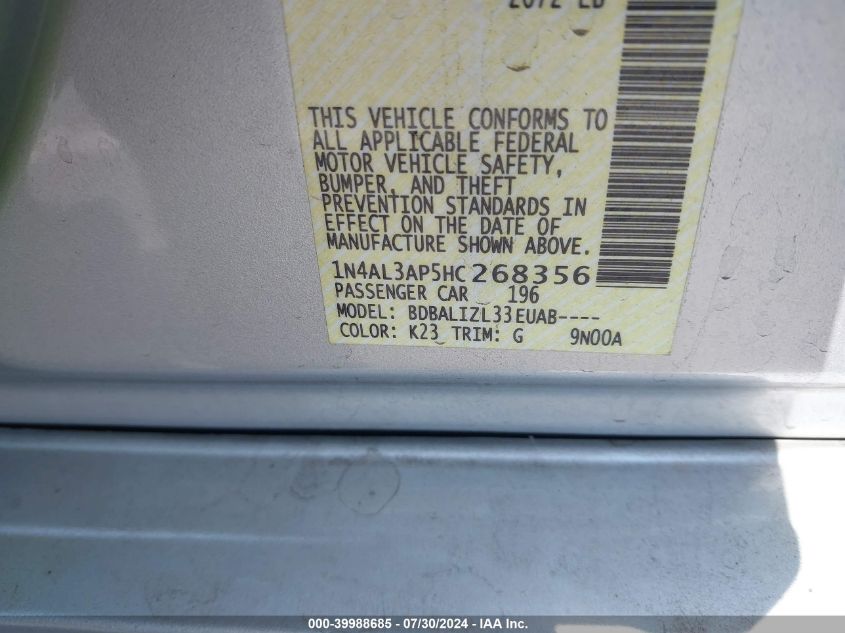 THIS VEHICLE CONFORMS TO
ALL APPLICABLE FEDERAL
MOTOR VEHICLE SAFETY,
BUMPER, AND THEFT
PREVENTION STANDARDS IN
EFFECT ON THE DATE OF
MANUFACTURE SHOWN ABOVE.
1N4AL3AP5HC268356
PASSENGER CAR 196
MODEL: BDBALIZL33EUAB----
COLOR: K23 TRIM: G 9N00A
000-39988685 / 07/30/2024 - IAA Inc.